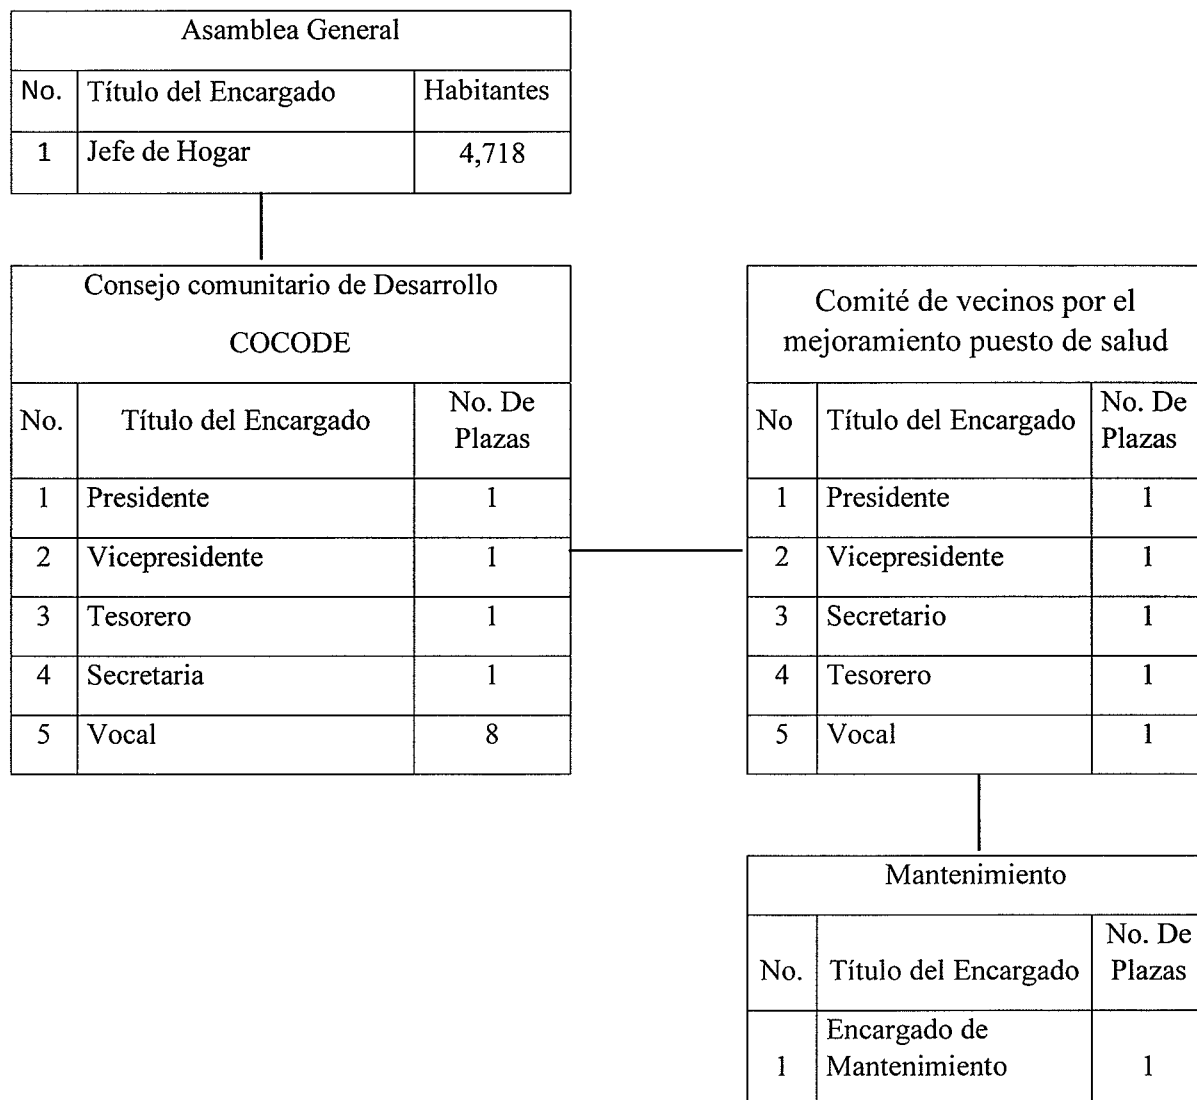 Asamblea General
No. Título del Encargado Habitantes
1 Jefe de Hogar 4,718
Consejo comunitario de Desarrollo
COCODE
No. Título del Encargado No. De Plazas
1 Presidente 1
2 Vicepresidente 1
3 Tesorero 1
4 Secretaria 1
5 Vocal 8
Comité de vecinos por el
mejoramiento puesto de salud
No Título del Encargado No. De Plazas
1 Presidente 1
2 Vicepresidente 1
3 Secretario 1
4 Tesorero 1
5 Vocal 1
Mantenimiento
No. Título del Encargado No. De Plazas
1 Encargado de Mantenimiento 1